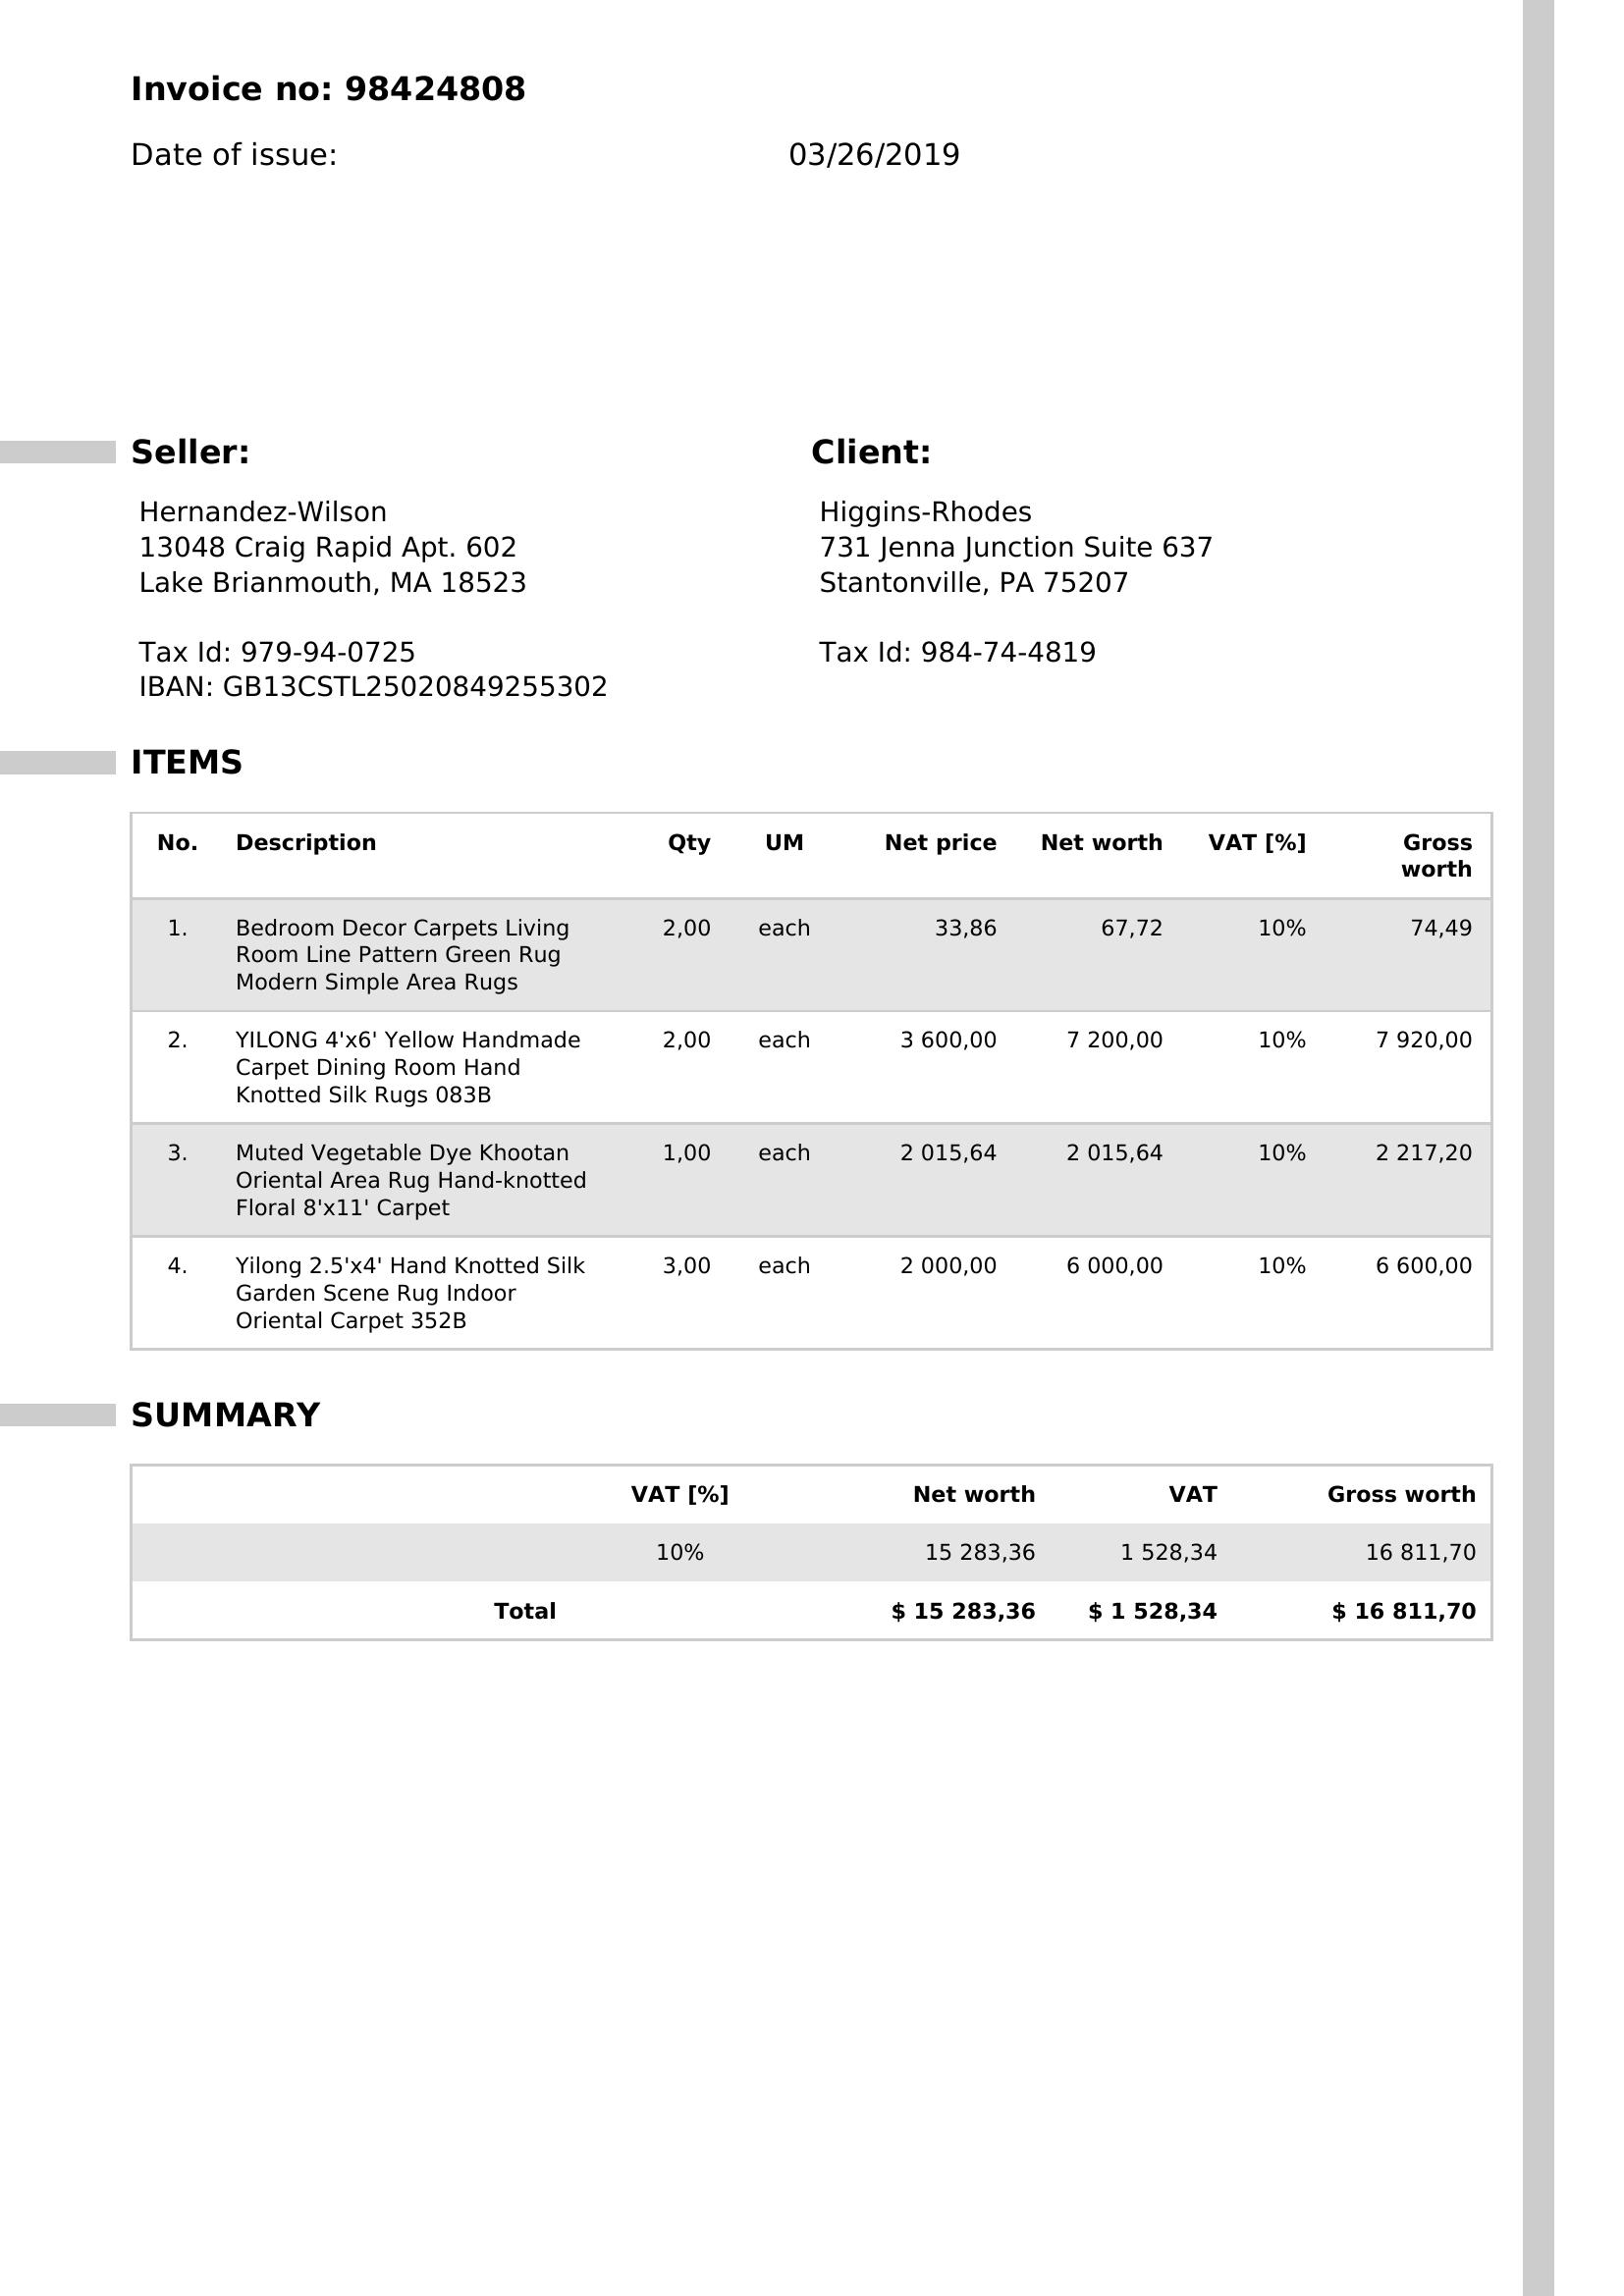 Invoice no: 98424808
Date of issue: 03/26/2019
Seller:
Hernandez-Wilson
13048 Craig Rapid Apt. 602
Lake Brianmouth, MA 18523
Tax Id: 979-94-0725
IBAN: GB13CSTL25020849255302
Client:
Higgins-Rhodes
731 Jenna Junction Suite 637
Stantonville, PA 75207
Tax Id: 984-74-4819
ITEMS
No. Description Qty UM Net price Net worth VAT [%] Gross
worth
1. Bedroom Decor Carpets Living 2,00 each 33,86 67,72 10% 74,49
Room Line Pattern Green Rug
Modern Simple Area Rugs
2. YILONG 4'x6' Yellow Handmade 2,00 each 3 600,00 7 200,00 10% 7 920,00
Carpet Dining Room Hand
Knotted Silk Rugs 083B
3. Muted Vegetable Dye Khootan 1,00 each 2 015,64 2 015,64 10% 2 217,20
Oriental Area Rug Hand-knotted
Floral 8'x11' Carpet
4. Yilong 2.5'x4' Hand Knotted Silk 3,00 each 2 000,00 6 000,00 10% 6 600,00
Garden Scene Rug Indoor
Oriental Carpet 352B
SUMMARY
VAT [%] Net worth VAT Gross worth
10% 15 283,36 1 528,34 16 811,70
Total $ 15 283,36 $ 1 528,34 $ 16 811,70